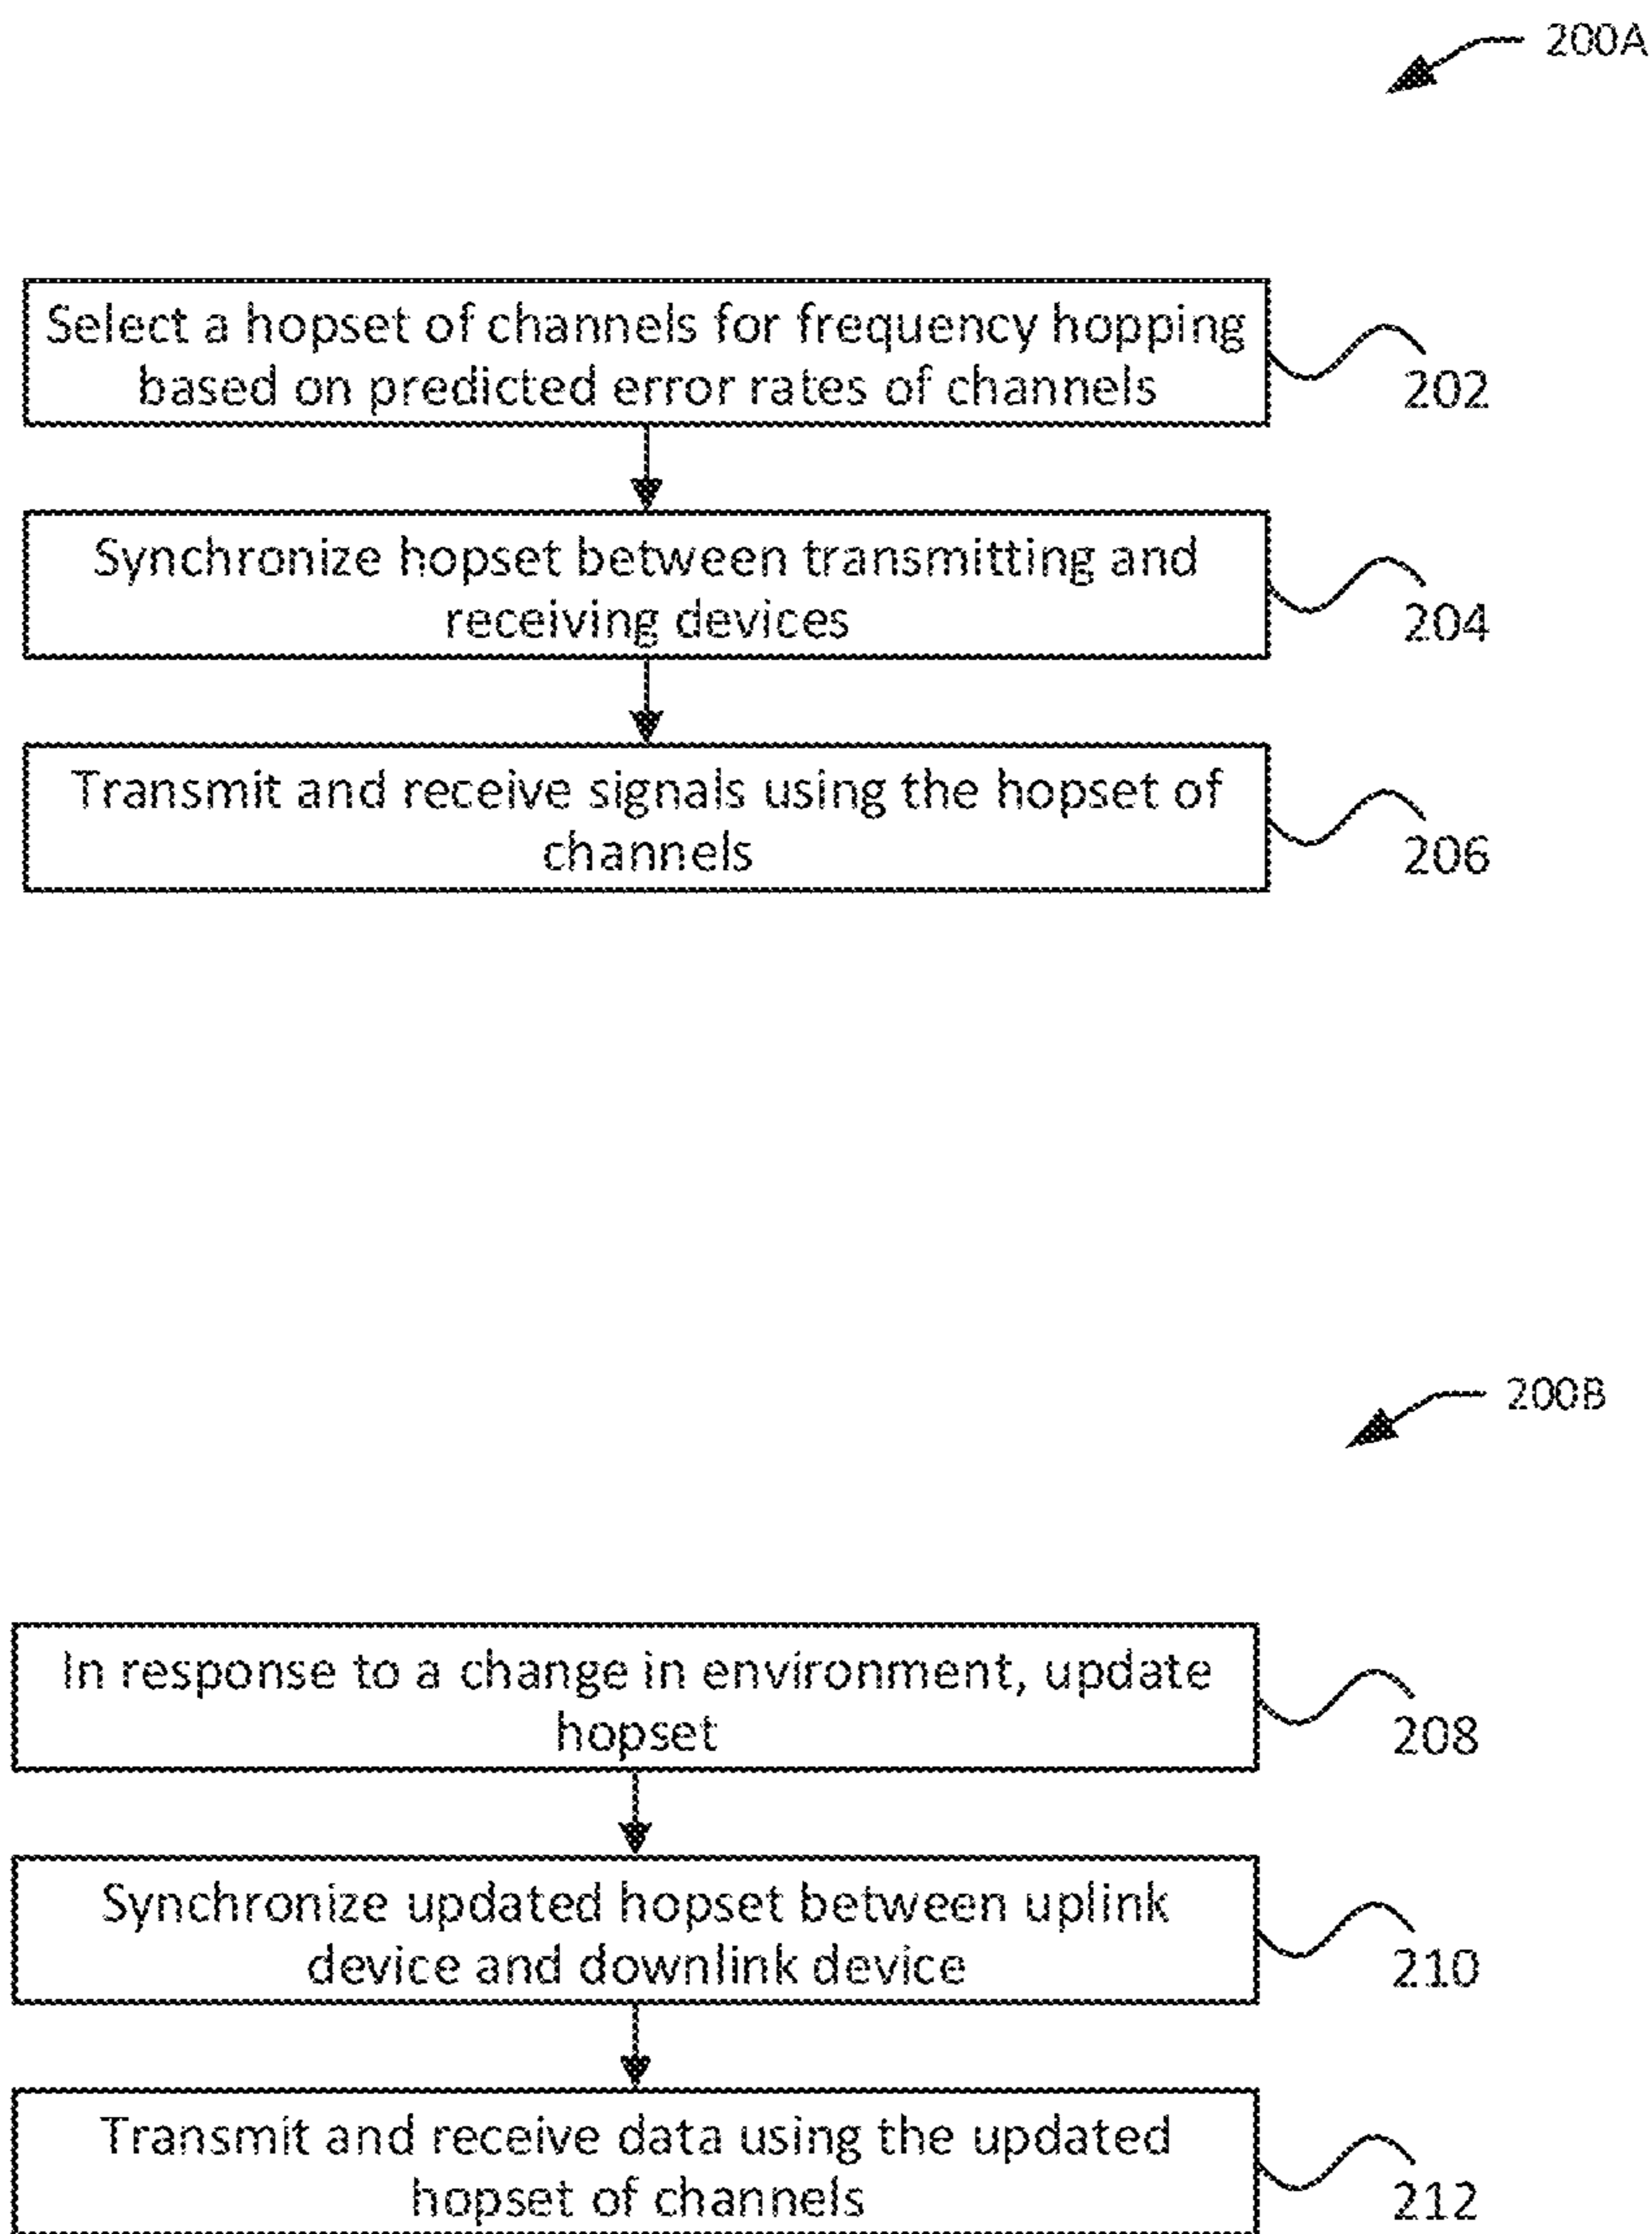 200A
Select a hopset of channels for frequency hopping
based on predicted error rates of channels
202
Synchronize hopset between transmitting and
receiving devices
204
Transmit and receive signals using the hopset of
channels
206
200B
In response to a change in environment, update
hopset
208
Synchronize updated hopset between uplink
device and downlink device
210
Transmit and receive data using the updated
hopset of channels
212